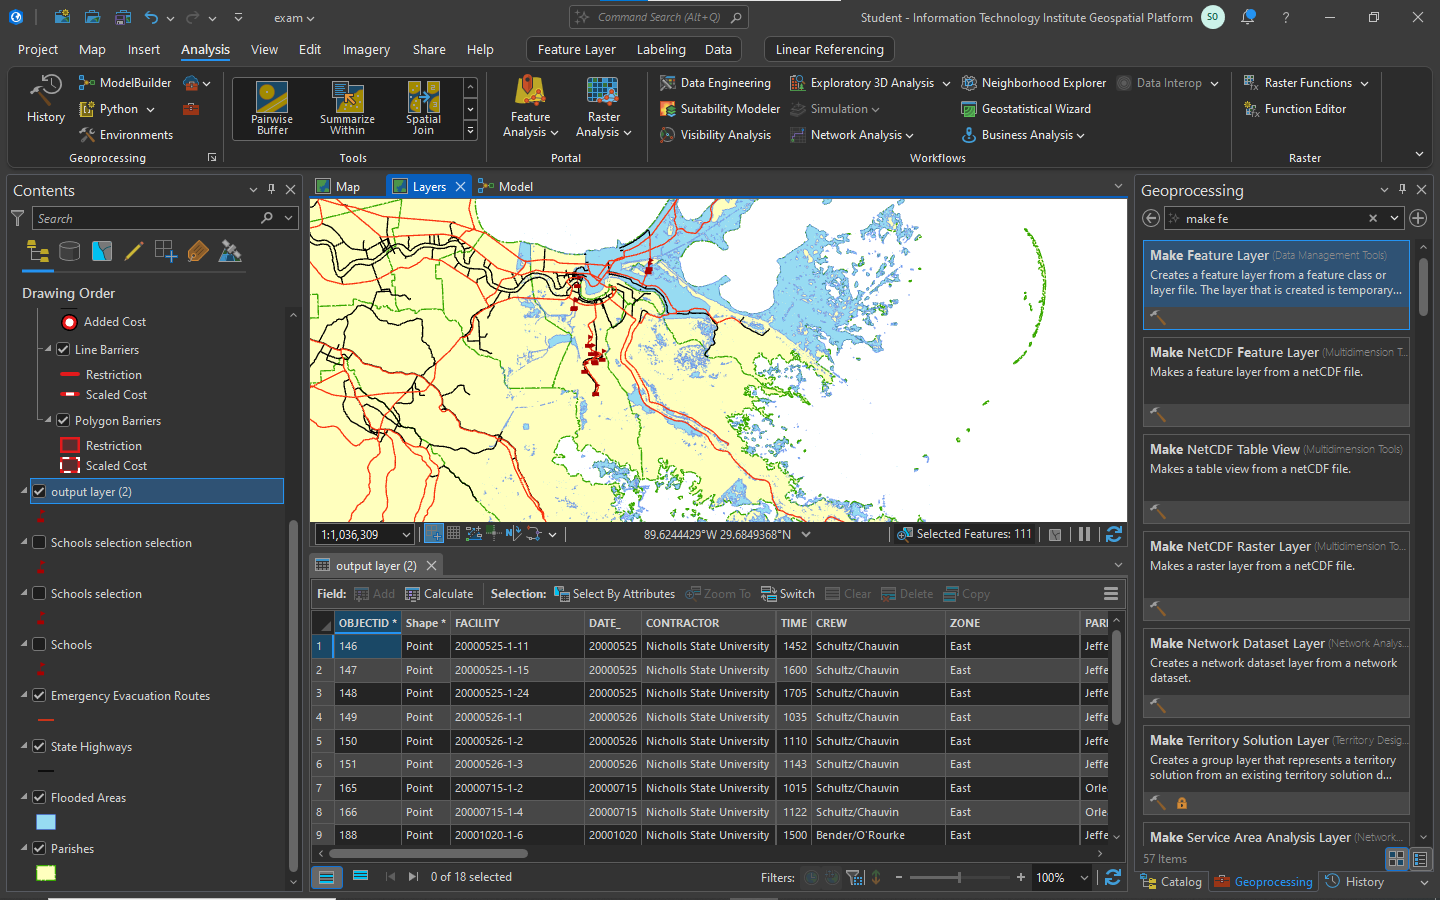 exam
Command Search (Alt+Q)
Student - Information Technology Institute Geospatial Platform
SO
?
Project Map Insert Analysis View Edit Imagery Share Help Feature Layer Labeling Data Linear Referencing
History
ModelBuilder
Python
Environments
Geoprocessing
Pairwise Buffer
Summarize Within
Spatial Join
Tools
Feature Analysis
Raster Analysis
Portal
Data Engineering
Suitability Modeler
Visibility Analysis
Exploratory 3D Analysis
Simulation
Network Analysis
Neighborhood Explorer
Geostatistical Wizard
Business Analysis
Data Interop
Workflows
Raster Functions
Function Editor
Raster
Contents
Search
Drawing Order
Added Cost
Line Barriers
Restriction
Scaled Cost
Polygon Barriers
Restriction
Scaled Cost
output layer (2)
Schools selection selection
Schools selection
Schools
Emergency Evacuation Routes
State Highways
Flooded Areas
Parishes
Map Layers Model
1:1,036,309
89.6244429°W 29.6849368°N
Selected Features: 111
output layer (2)
Field: Add Calculate Selection: Select By Attributes Zoom To Switch Clear Delete Copy
OBJECTID * Shape * FACILITY DATE_ CONTRACTOR TIME CREW ZONE PARI
1 146 Point 20000525-1-11 20000525 Nicholls State University 1452 Schultz/Chauvin East Jeffe
2 147 Point 20000525-1-15 20000525 Nicholls State University 1600 Schultz/Chauvin East Jeffe
3 148 Point 20000525-1-24 20000525 Nicholls State University 1705 Schultz/Chauvin East Jeffe
4 149 Point 20000526-1-1 20000526 Nicholls State University 1035 Schultz/Chauvin East Jeffe
5 150 Point 20000526-1-2 20000526 Nicholls State University 1110 Schultz/Chauvin East Jeffe
6 151 Point 20000526-1-3 20000526 Nicholls State University 1143 Schultz/Chauvin East Jeffe
7 165 Point 20000715-1-2 20000715 Nicholls State University 1015 Schultz/Chauvin East Orle
8 166 Point 20000715-1-4 20000715 Nicholls State University 1122 Schultz/Chauvin East Orle
9 188 Point 20001020-1-6 20001020 Nicholls State University 1500 Bender/O'Rourke East Jeffe
0 of 18 selected
Filters:
100%
Geoprocessing
make fe
Make Feature Layer (Data Management Tools)
Creates a feature layer from a feature class or
layer file. The layer that is created is temporary...
Make NetCDF Feature Layer (Multidimension T...
Makes a feature layer from a netCDF file.
Make NetCDF Table View (Multidimension Tools)
Makes a table view from a netCDF file.
Make NetCDF Raster Layer (Multidimension To...
Makes a raster layer from a netCDF file.
Make Network Dataset Layer (Network Analys...
Creates a network dataset layer from a network
dataset.
Make Territory Solution Layer (Territory Desig...
Creates a group layer that represents a territory
solution from an existing territory solution d...
Make Service Area Analysis Layer (Network...
57 Items
Catalog Geoprocessing History